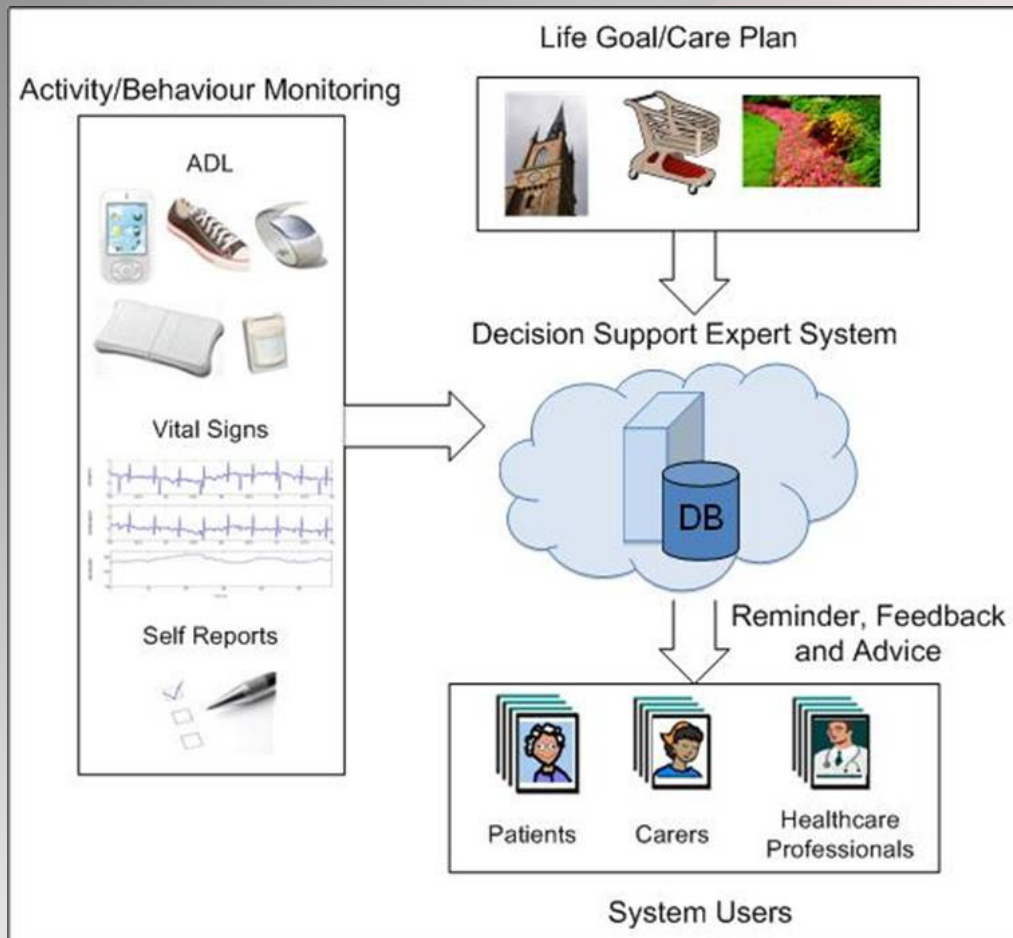 Life Goal/Care Plan
Activity/Behaviour Monitoring
ADL
Decision Support Expert System
Vital Signs
DB
Self Reports
Reminder, Feedback
and Advice
Patients
Carers
Healthcare
Professionals
System Users